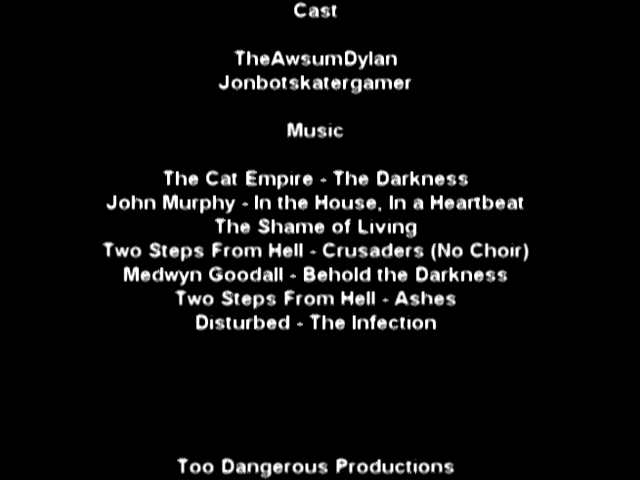 Cast
TheAwsumDylan
Jonbotskatergamer
Music
The Cat Empire - The Darkness
John Murphy - In the House, In a Heartbeat
The Shame of Living
Two Steps From Hell - Crusaders (No Choir)
Medwyn Goodall - Behold the Darkness
Two Steps From Hell - Ashes
Disturbed - The Infection
Too Dangerous Productions